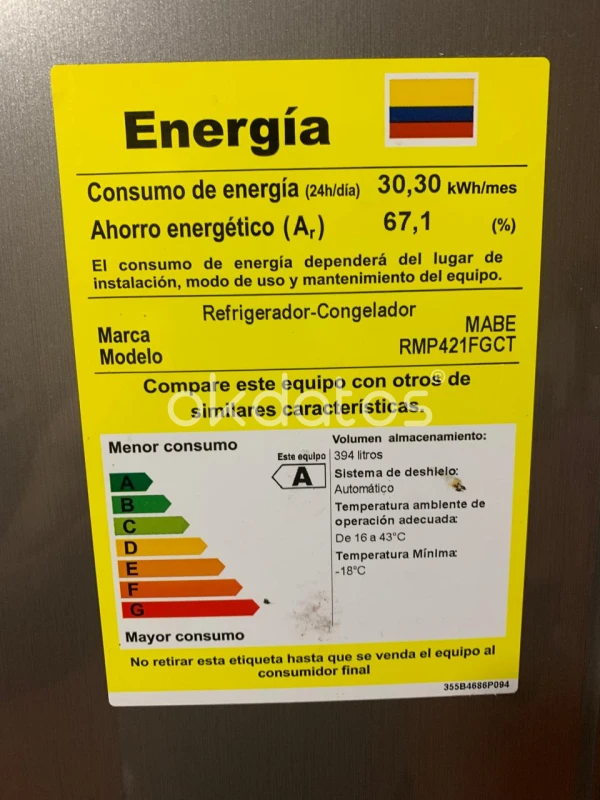 Energía
Consumo de energía (24h/día) 30,30 kWh/mes
Ahorro energético (Ar) 67,1 (%)
El consumo de energía dependerá del lugar de
instalación, modo de uso y mantenimiento del equipo.
Refrigerador-Congelador
Marca MABE
Modelo RMP421FGCT
Compare este equipo con otros de
similares características.
okdatos®
Menor consumo
A
B
C
D
E
F
G
Mayor consumo
Este equipo
A
Volumen almacenamiento:
394 litros
Sistema de deshielo:
Automático
Temperatura ambiente de
operación adecuada:
De 16 a 43°C
Temperatura Mínima:
-18°C
No retirar esta etiqueta hasta que se venda el equipo al
consumidor final
355B4686P094